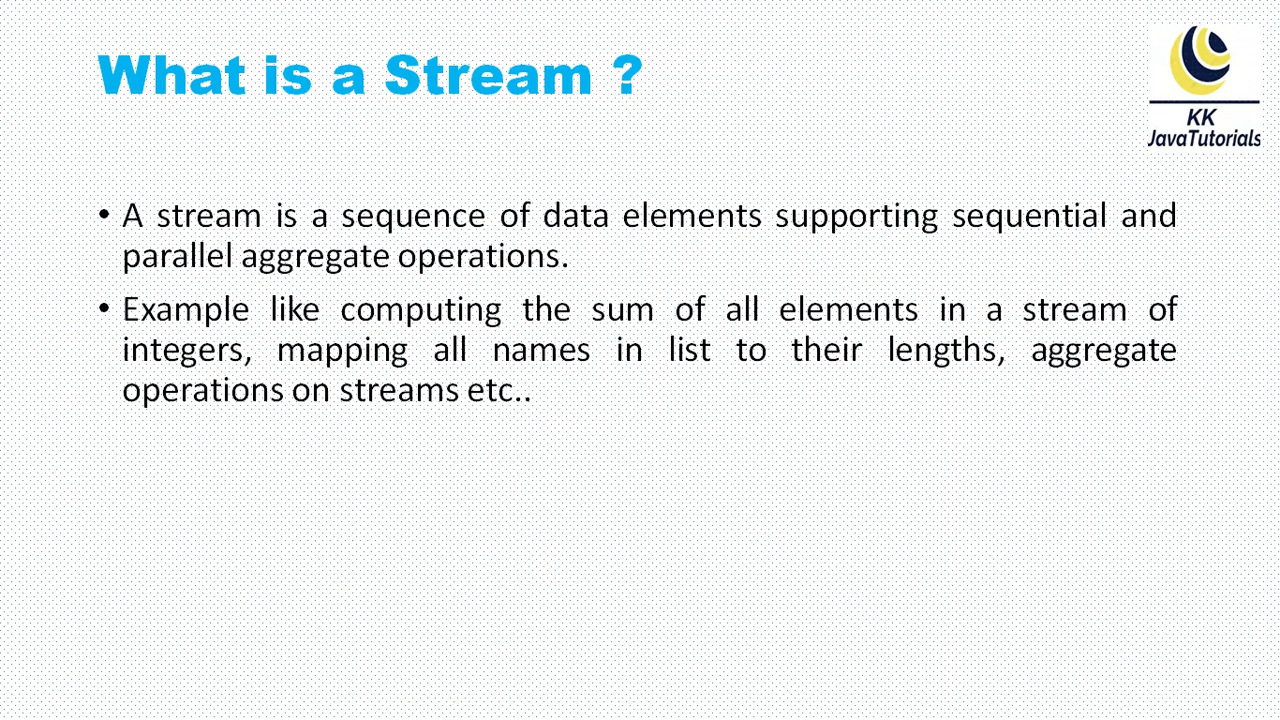 What is a Stream ?
KK
JavaTutorials
• A stream is a sequence of data elements supporting sequential and
parallel aggregate operations.
• Example like computing the sum of all elements in a stream of
integers, mapping all names in list to their lengths, aggregate
operations on streams etc..